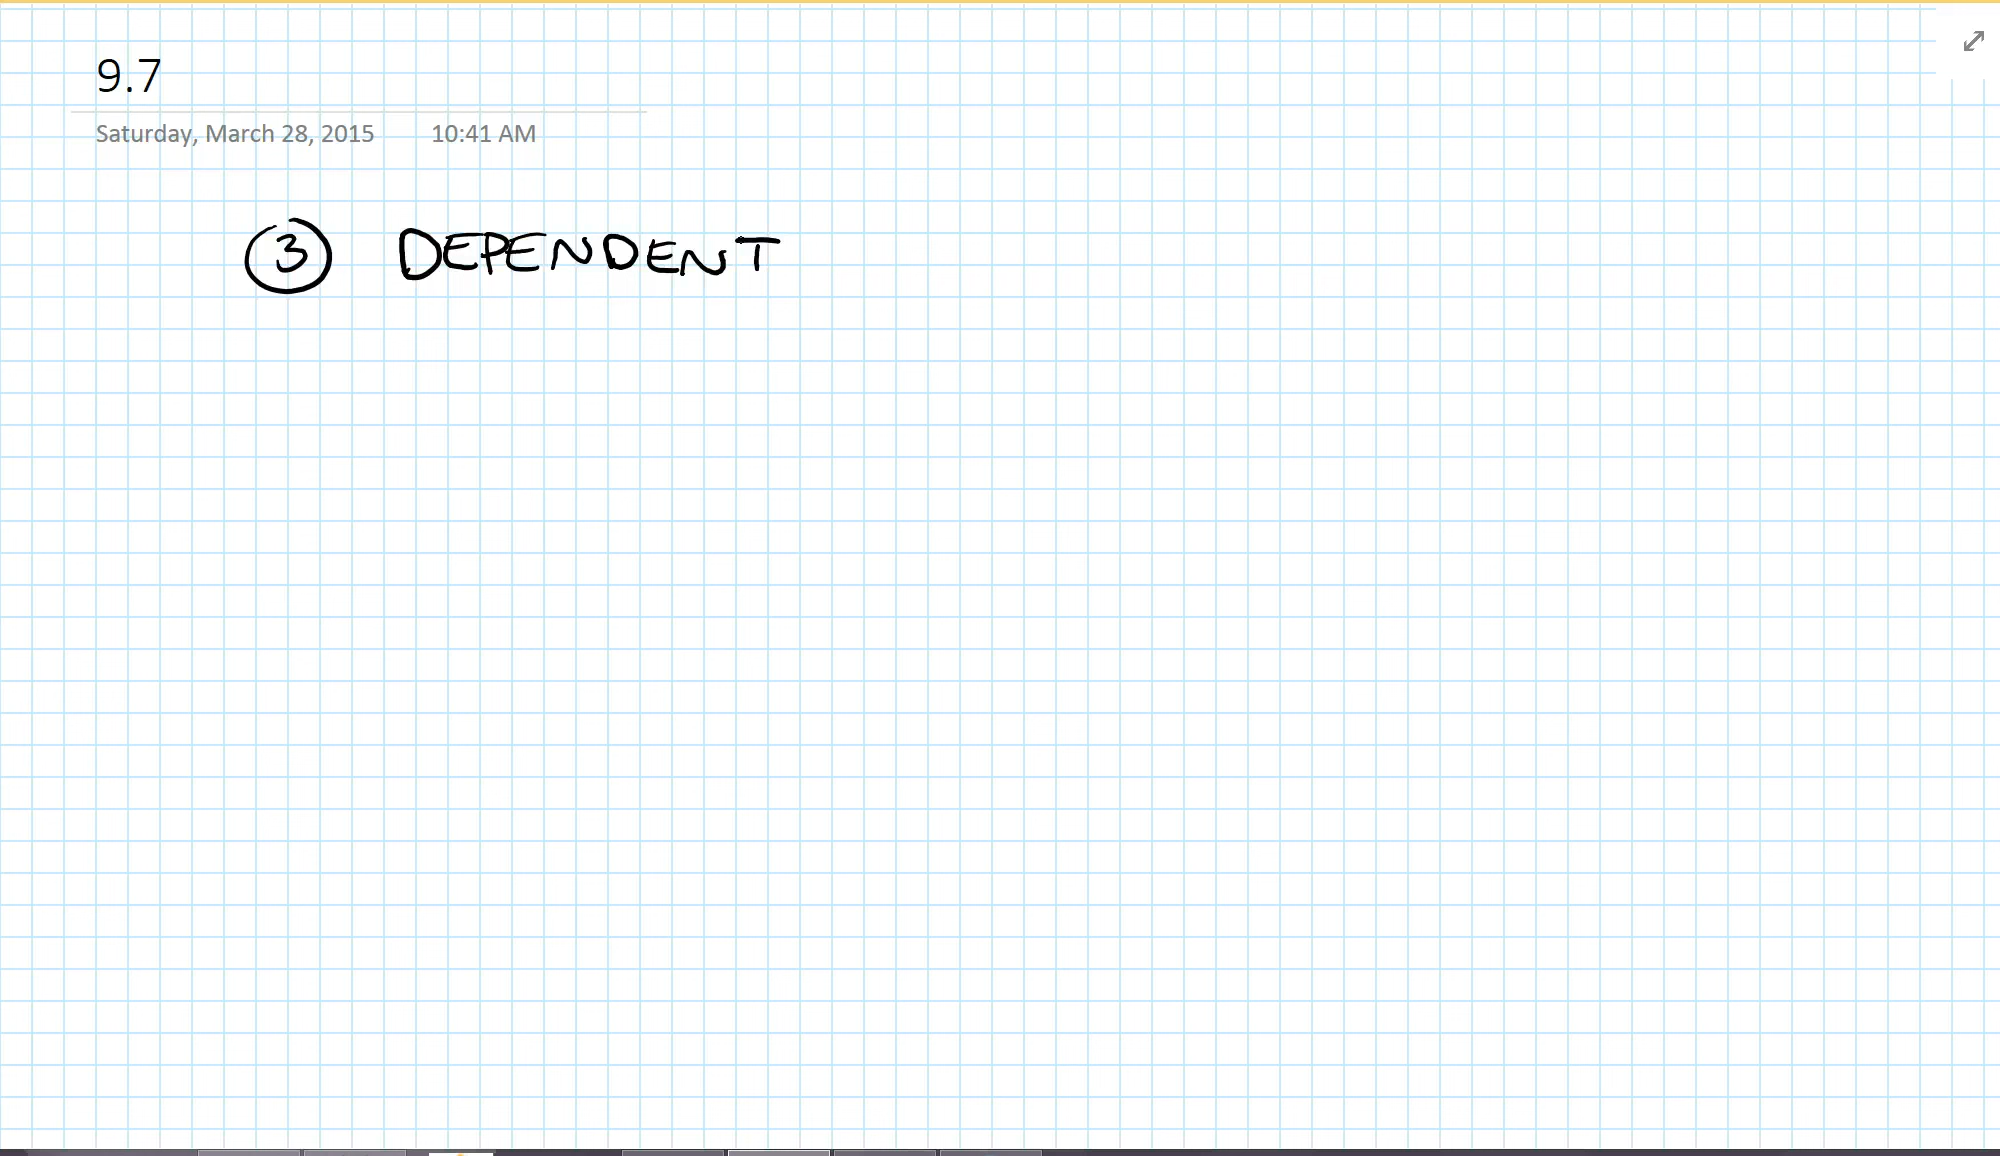 9.7
Saturday, March 28, 2015 10:41 AM
③ DEPENDENT